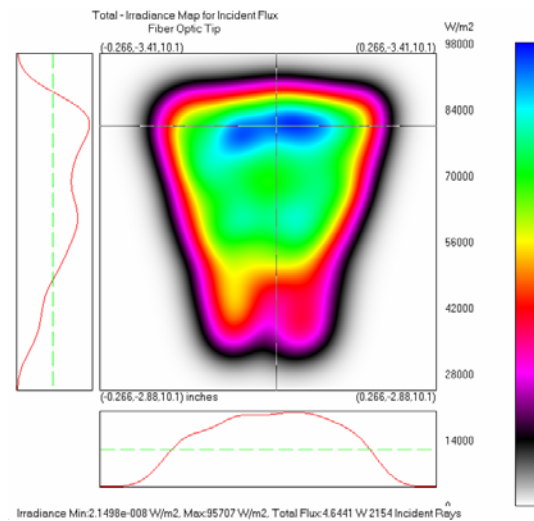 Total - Irradiance Map for Incident Flux
Fiber Optic Tip
W/m2
(-0.266,-3.41,10.1) (0.266,-3.41,10.1)
98000
84000
70000
56000
42000
28000
(-0.266,-2.88,10.1) inches (0.266,-2.88,10.1)
14000
Irradiance Min:2.1498e-008 W/m2, Max:95707 W/m2, Total Flux:4.6441 W 2154 Incident Rays